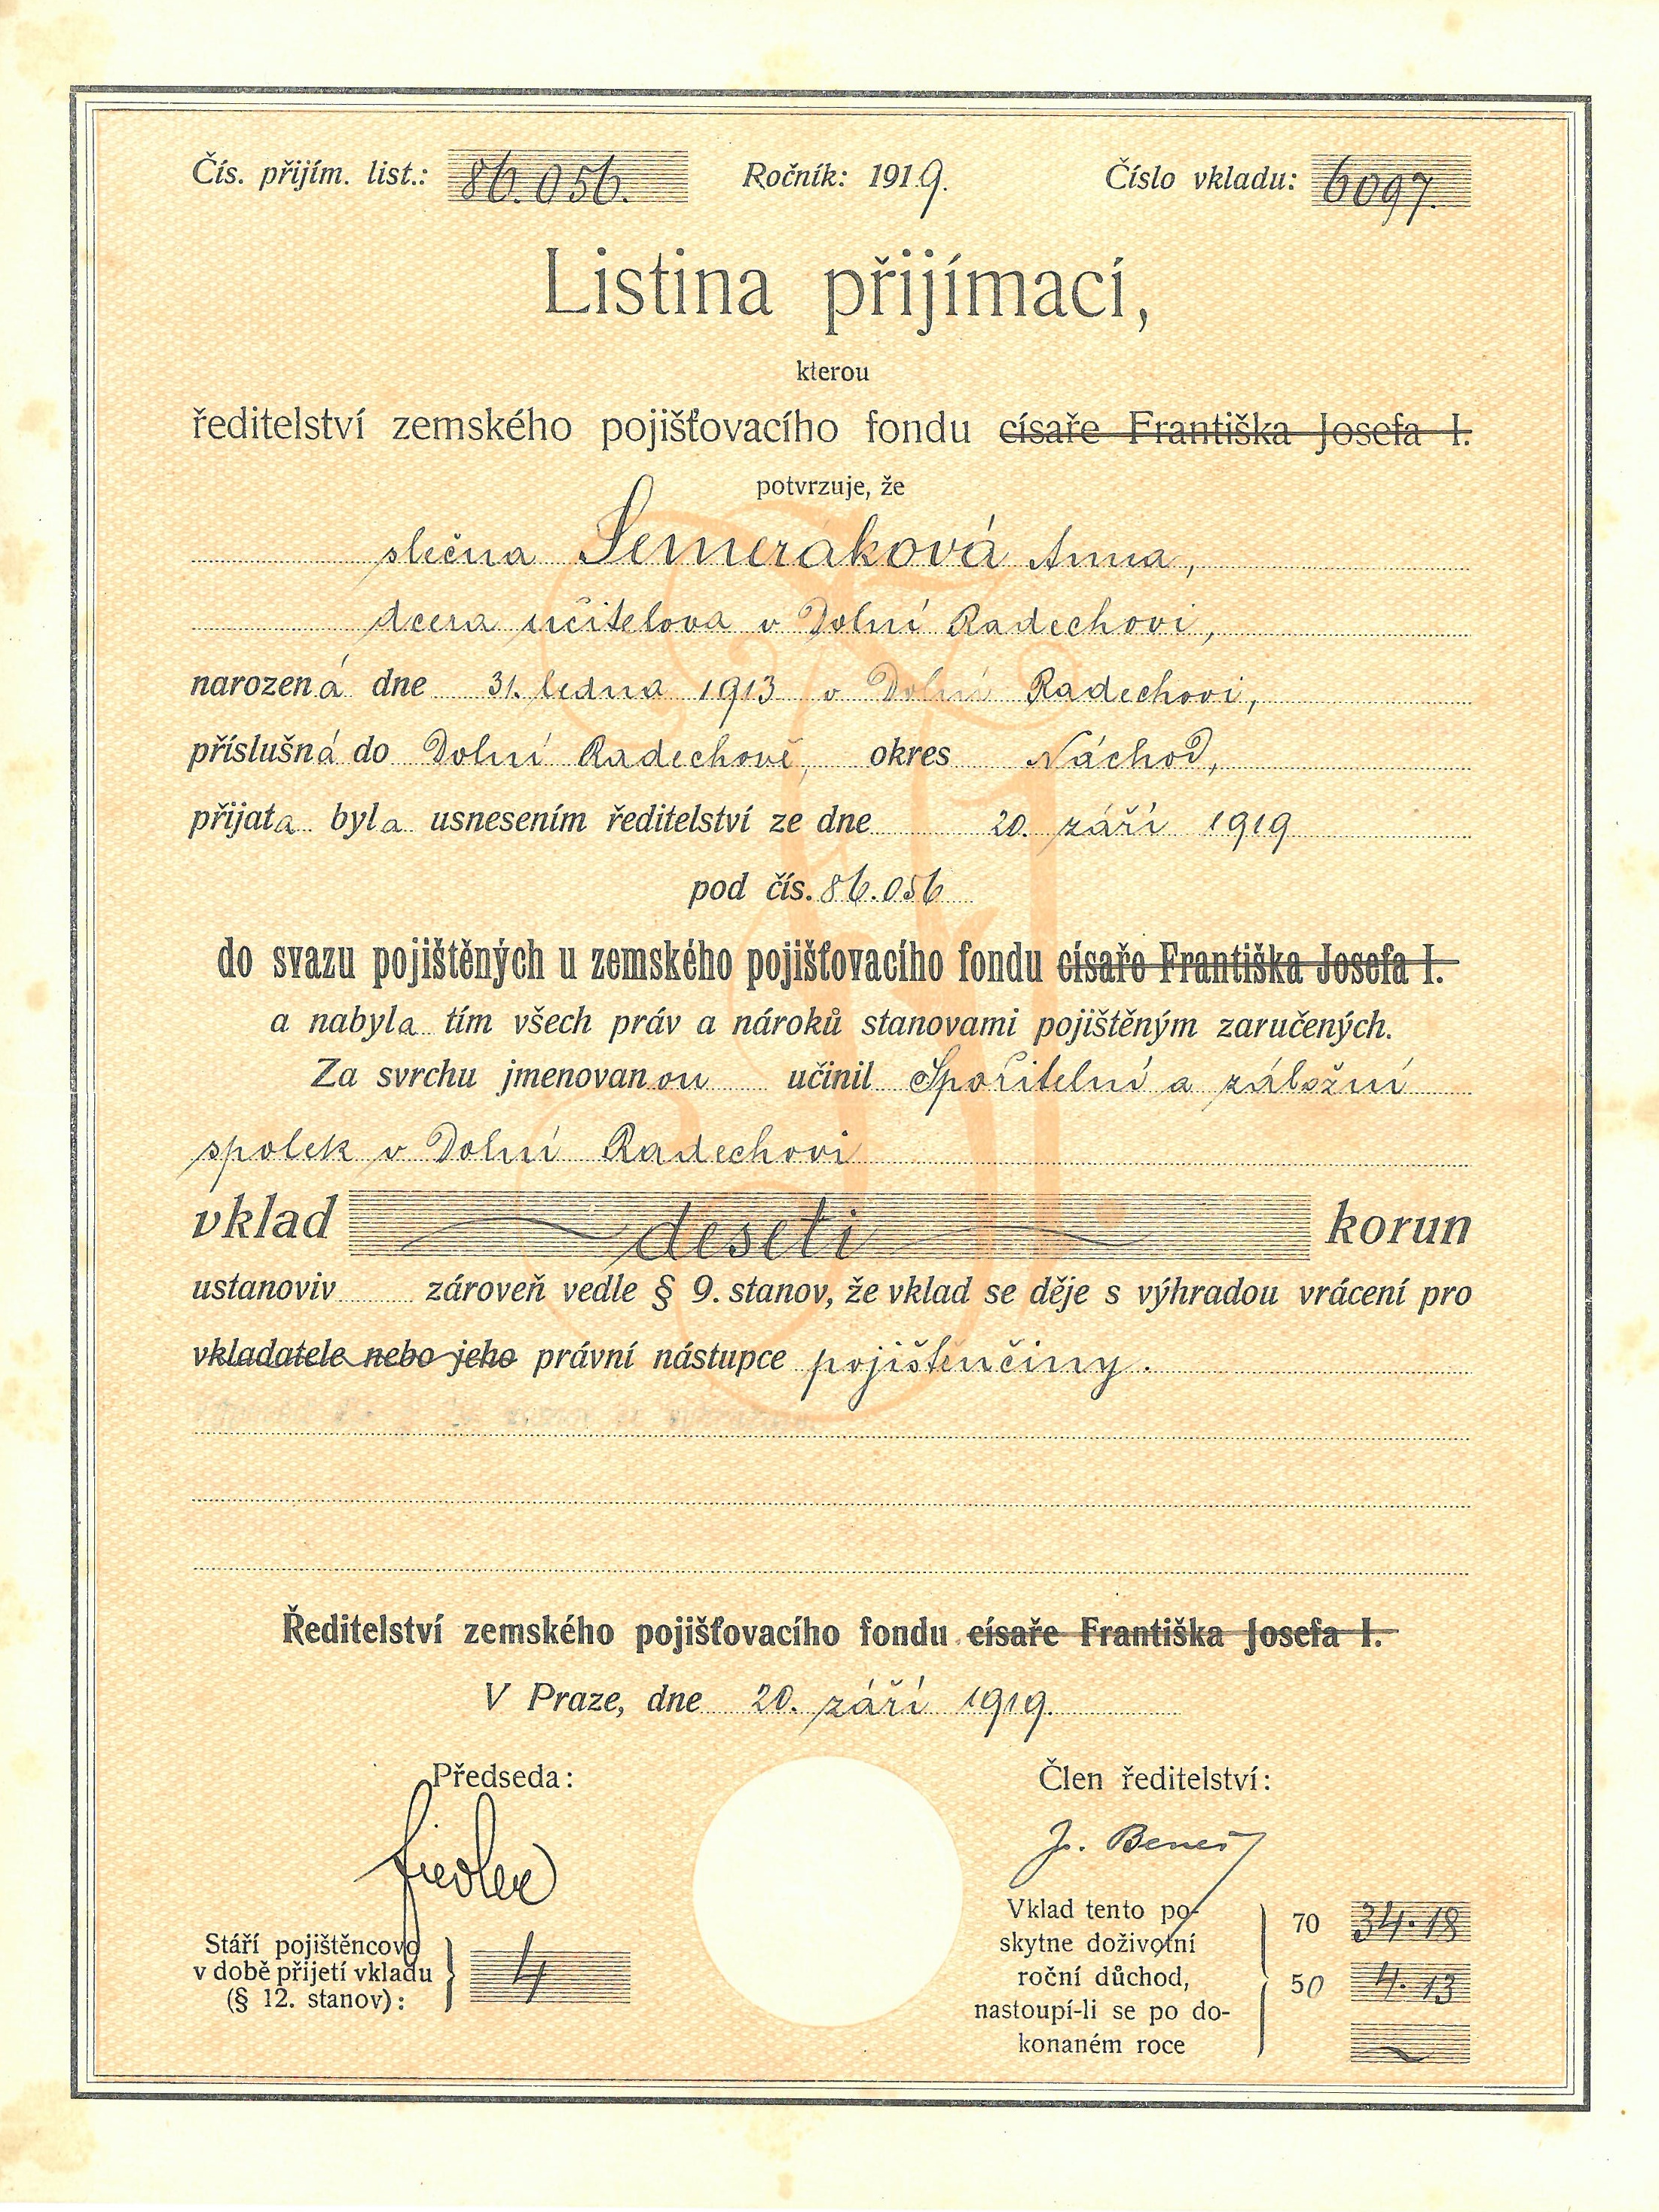 Čís. přijím. list.: 86.056. Ročník: 1919. Číslo vkladu: 6097.
Listina přijímací,
kterou
ředitelství zemského pojišťovacího fondu císaře Františka Josefa I.
potvrzuje, že
slečna Semeráková Anna,
dcera učitelova v Dolní Radechovi,
narozená dne 31. ledna 1913 v Dolní Radechovi,
příslušná do Dolní Radechově, okres Náchod,
přijata byla usnesením ředitelství ze dne 20. září 1919
pod čís. 86.056
do svazu pojištěných u zemského pojišťovacího fondu císaře Františka Josefa I.
a nabyla tím všech práv a nároků stanovami pojištěným zaručených.
Za svrchu jmenovanou učinil Spořitelní a záložní
spolek v Dolní Radechovi
vklad deseti korun
ustanoviv zároveň vedle § 9. stanov, že vklad se děje s výhradou vrácení pro
vkladatele nebo jeho právní nástupce pojištěnčiny.
Ředitelství zemského pojišťovacího fondu císaře Františka Josefa I.
V Praze, dne 20. září 1919.
Předseda: Člen ředitelství:
Fiedler J. Beneš
Stáří pojištěncovo
v době přijetí vkladu
(§ 12. stanov):
4
Vklad tento po-
skytne doživotní
roční důchod,
nastoupí-li se po do-
konaném roce
70 34.18
50 4.13